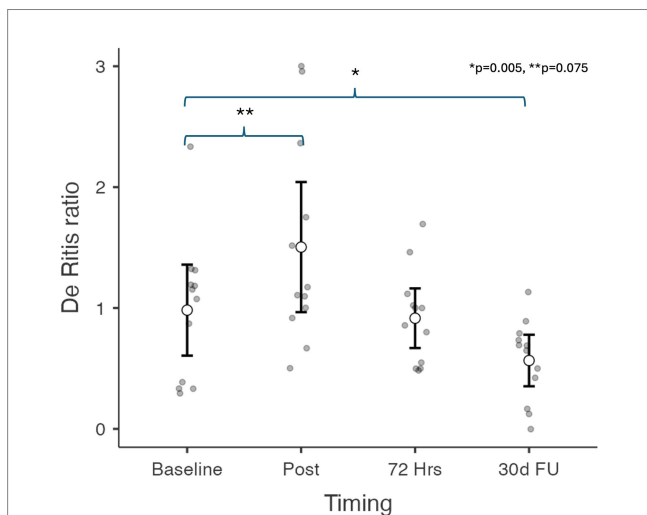 3
*
*p=0.005, **p=0.075
**
2
De Ritis ratio
1
0
Baseline Post 72 Hrs 30d FU
Timing